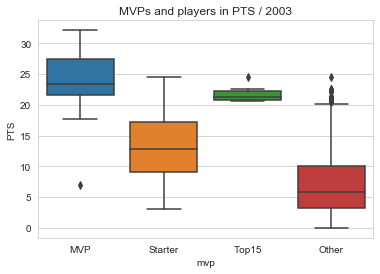 MVPs and players in PTS / 2003
PTS
30
25
20
15
10
5
0
MVP
Starter
Top15
Other
mvp